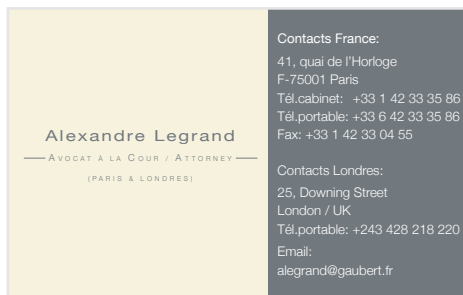 Alexandre Legrand
Avocat à la Cour / Attorney
(PARIS & LONDRES)
Contacts France:
41, quai de l'Horloge
F-75001 Paris
Tél.cabinet: +33 1 42 33 35 86
Tél.portable: +33 6 42 33 35 86
Fax: +33 1 42 33 04 55
Contacts Londres:
25, Downing Street
London / UK
Tél.portable: +243 428 218 220
Email:
alegrand@gaubert.fr